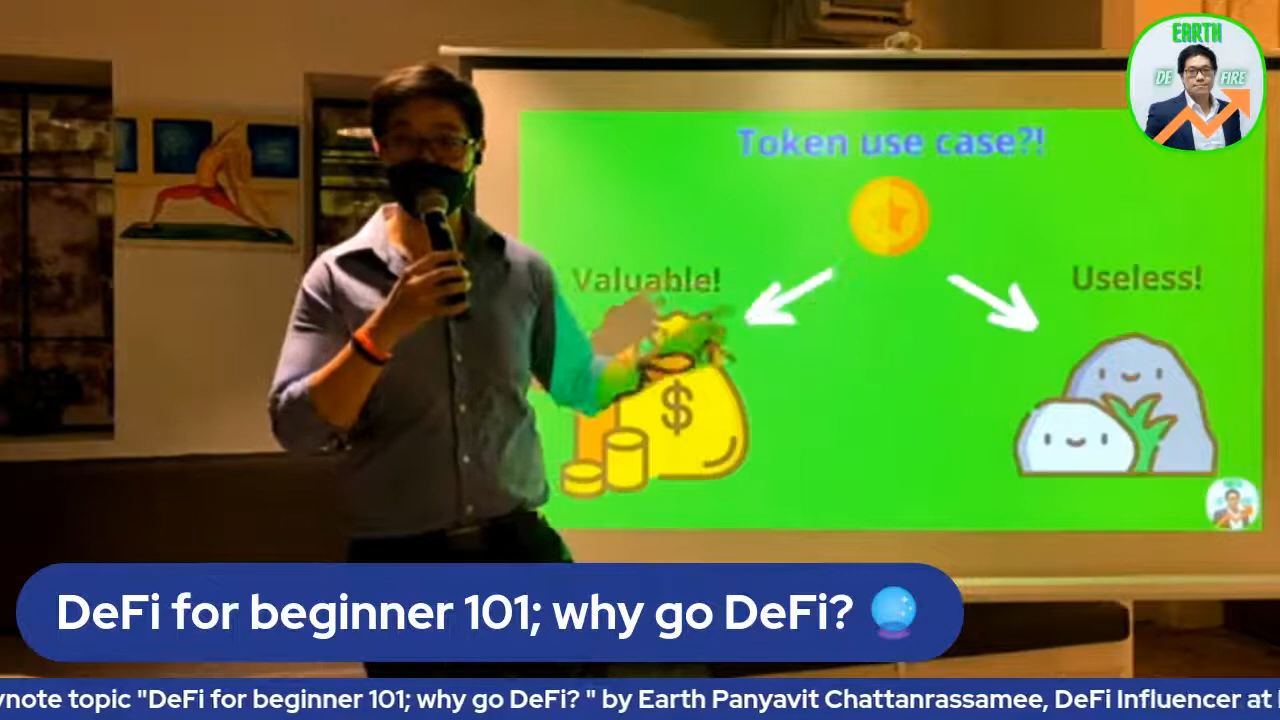 EARTH
DE FIRE
Token use case?!
Valuable!
Useless!
$
DeFi for beginner 101; why go DeFi?
note topic "DeFi for beginner 101; why go DeFi? " by Earth Panyavit Chattanrassamee, DeFi Influencer at